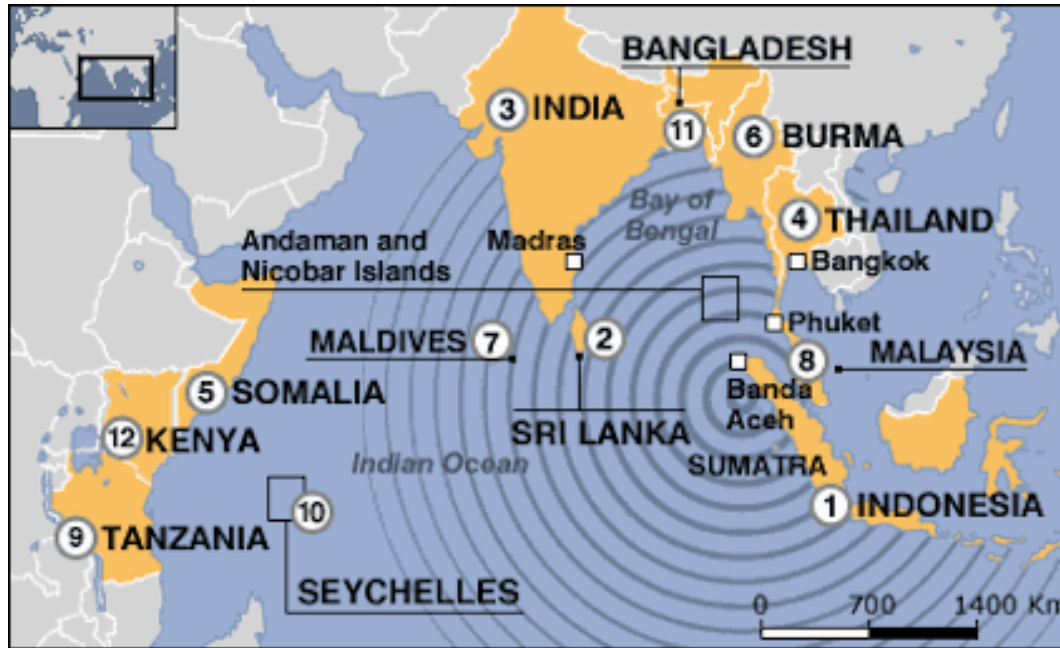 BANGLADESH
3 INDIA
11
6 BURMA
Bay of
Bengal
4 THAILAND
Andaman and
Nicobar Islands
Madras
Bangkok
Phuket
MALDIVES 7
2
8 MALAYSIA
5 SOMALIA
Banda
Aceh
SRI LANKA
12 KENYA
Indian Ocean
SUMATRA
10
1 INDONESIA
9 TANZANIA
SEYCHELLES
0 700 1400 Km